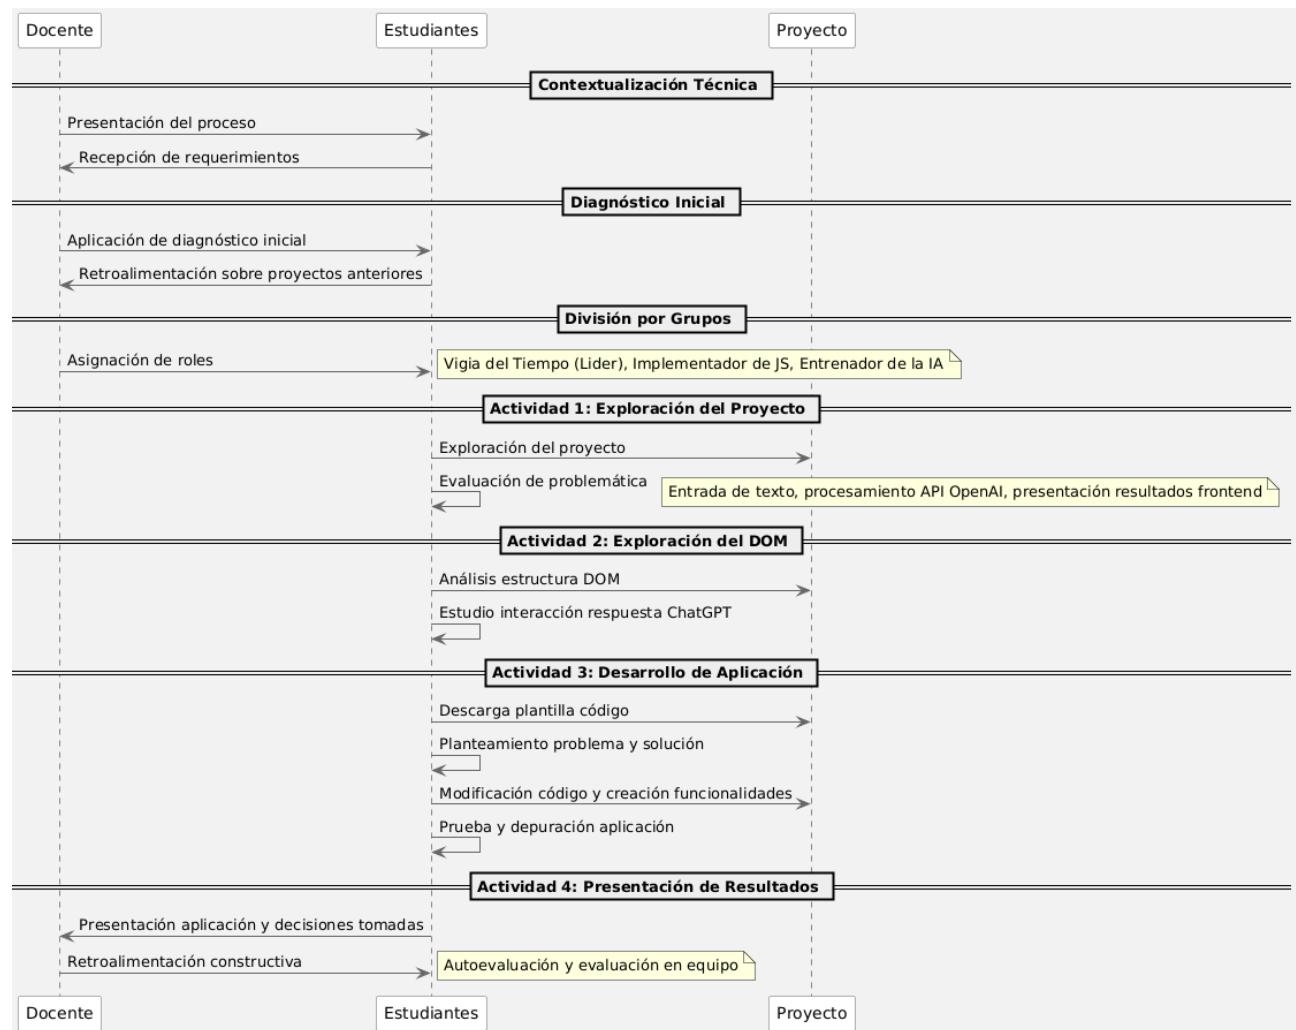 Docente
Estudiantes
Proyecto
Contextualización Técnica
Presentación del proceso
Recepción de requerimientos
Diagnóstico Inicial
Aplicación de diagnóstico inicial
Retroalimentación sobre proyectos anteriores
División por Grupos
Asignación de roles
Vigia del Tiempo (Lider), Implementador de JS, Entrenador de la IA
Actividad 1: Exploración del Proyecto
Exploración del proyecto
Evaluación de problemática
Entrada de texto, procesamiento API OpenAI, presentación resultados frontend
Actividad 2: Exploración del DOM
Análisis estructura DOM
Estudio interacción respuesta ChatGPT
Actividad 3: Desarrollo de Aplicación
Descarga plantilla código
Planteamiento problema y solución
Modificación código y creación funcionalidades
Prueba y depuración aplicación
Actividad 4: Presentación de Resultados
Presentación aplicación y decisiones tomadas
Retroalimentación constructiva
Autoevaluación y evaluación en equipo
Docente
Estudiantes
Proyecto